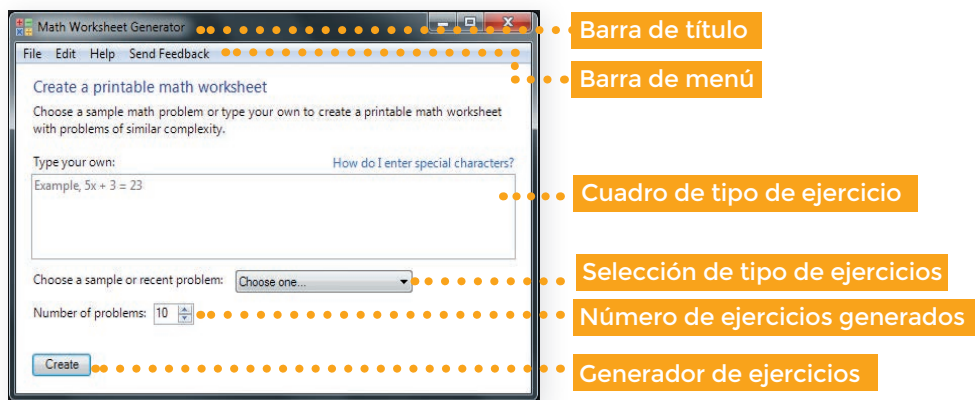 Math Worksheet Generator
Barra de título
File Edit Help Send Feedback
Barra de menú
Create a printable math worksheet
Choose a sample math problem or type your own to create a printable math worksheet
with problems of similar complexity.
Type your own:
How do I enter special characters?
Example, 5x + 3 = 23
Cuadro de tipo de ejercicio
Choose a sample or recent problem:
Choose one...
Selección de tipo de ejercicios
Number of problems: 10
Número de ejercicios generados
Create
Generador de ejercicios